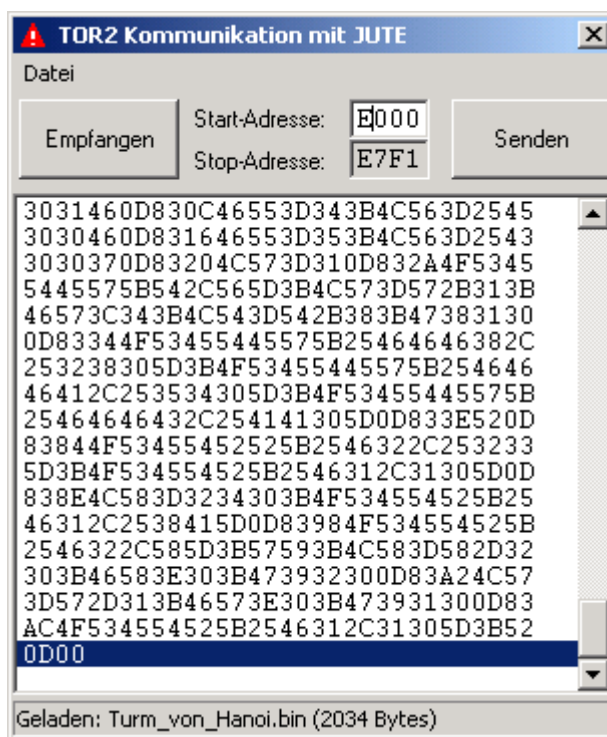 TOR2 Kommunikation mit JUTE
Datei
Empfangen
Start-Adresse: E000
Stop-Adresse: E7F1
Senden
3031460D830C46553D343B4C563D2545
3030460D831646553D353B4C563D2543
3030370D83204C573D310D832A4F5345
5445575B542C565D3B4C573D572B313B
46573C343B4C543D542B383B47383130
0D83344F53455445575B25464646382C
253238305D3B4F53455445575B254646
46412C253534305D3B4F53455445575B
25464646432C254141305D0D833E520D
83844F53455452525B2546322C253233
5D3B4F534554525B2546312C31305D0D
838E4C583D3234303B4F534554525B25
46312C2538415D0D83984F534554525B
2546322C585D3B57593B4C583D582D32
303B46583E303B473932300D83A24C57
3D572D313B46573E303B473931300D83
AC4F534554525B2546312C31305D3B52
0D00
Geladen: Turm_von_Hanoi.bin (2034 Bytes)